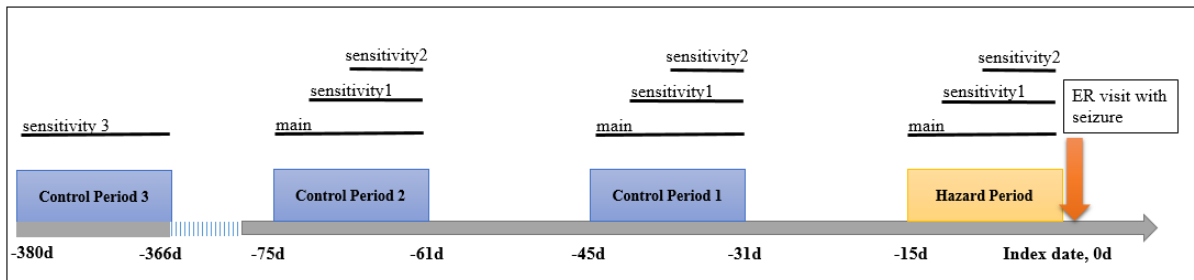 sensitivity2
sensitivity2
sensitivity2
sensitivity1
sensitivity1
sensitivity1
ER visit with
seizure
sensitivity 3
main
main
main
Control Period 3
Control Period 2
Control Period 1
Hazard Period
-380d
-366d
-75d
-61d
-45d
-31d
-15d
Index date, 0d